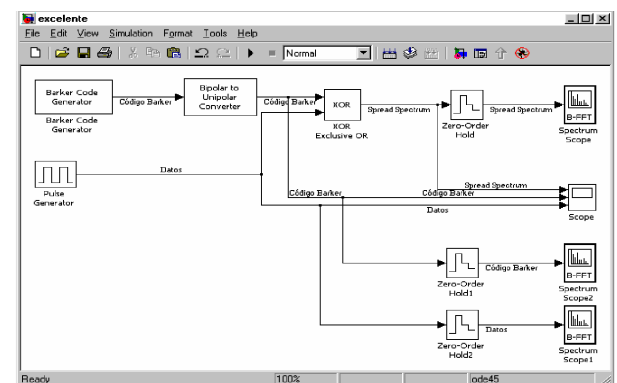 excelente
File Edit View Simulation Format Tools Help
Normal
Barker Code
Generator
Barker Code
Generator
Código Barker
Bipolar to
Unipolar
Converter
Código Barker
XOR
XOR
Exclusive OR
Spread Spectrum
Zero-Order
Hold
Spread Spectrum
B-FFT
Spectrum
Scope
Pulse
Generator
Datos
Spread Spectrum
Código Barker
Código Barker
Datos
Scope
Zero-Order
Hold1
Código Barker
B-FFT
Spectrum
Scope2
Zero-Order
Hold2
Datos
B-FFT
Spectrum
Scope1
Ready
100%
ode45